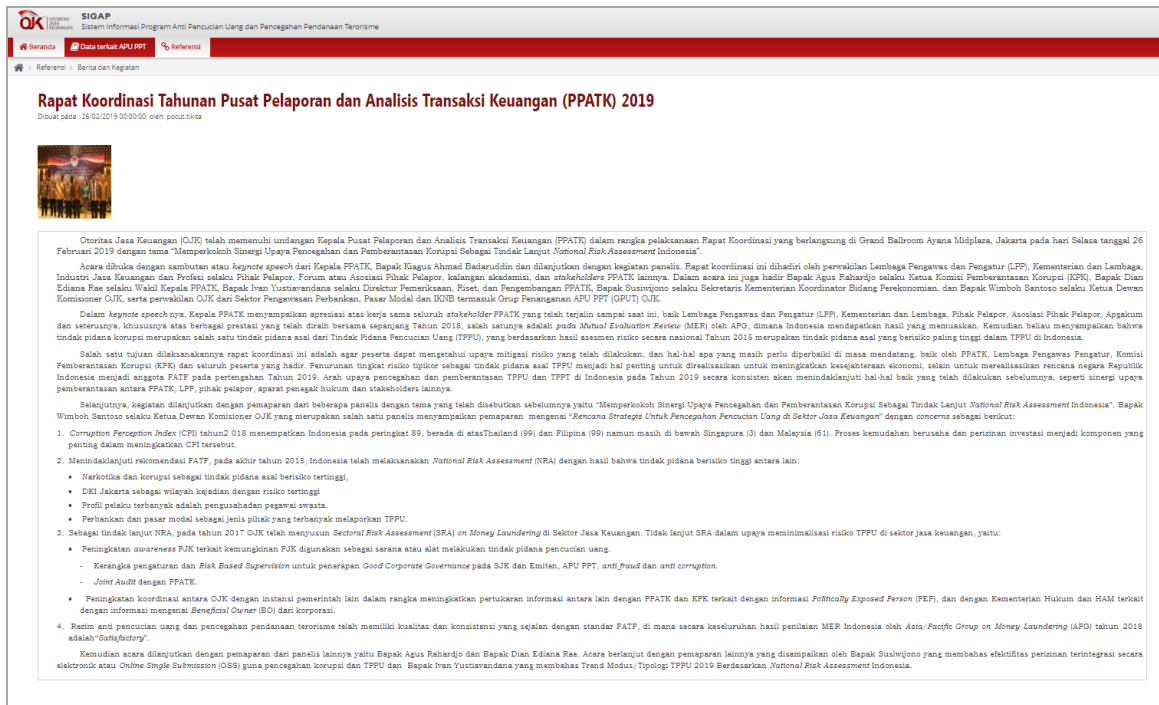 OJK OTORITAS JASA KEUANGAN
SIGAP
Sistem Informasi Program Anti Pencucian Uang dan Pencegahan Pendanaan Terorisme
Beranda Data terkait APU PPT Referensi
> Referensi > Berita dan Kegiatan
Rapat Koordinasi Tahunan Pusat Pelaporan dan Analisis Transaksi Keuangan (PPATK) 2019
Dibuat pada : 26/02/2019 00:00:00, oleh: pocut.tikita
Otoritas Jasa Keuangan (OJK) telah memenuhi undangan Kepala Pusat Pelaporan dan Analisis Transaksi Keuangan (PPATK) dalam rangka pelaksanaan Rapat Koordinasi yang berlangsung di Grand Ballroom Ayana Midplaza, Jakarta pada hari Selasa tanggal 26
Februari 2019 dengan tema "Memperkokoh Sinergi Upaya Pencegahan dan Pemberantasan Korupsi Sebagai Tindak Lanjut National Risk Assessment Indonesia".
Acara dibuka dengan sambutan atau keynote speech dari Kepala PPATK, Bapak Kiagus Ahmad Badaruddin dan dilanjutkan dengan kegiatan panelis. Rapat koordinasi ini dihadiri oleh perwakilan Lembaga Pengawas dan Pengatur (LPP), Kementerian dan Lembaga,
Industri Jasa Keuangan dan Profesi selaku Pihak Pelapor, Forum atau Asosiasi Pihak Pelapor, kalangan akademisi, dan stakeholders PPATK lainnya. Dalam acara ini juga hadir Bapak Agus Rahardjo selaku Ketua Komisi Pemberantasan Korupsi (KPK), Bapak Dian
Ediana Rae selaku Wakil Kepala PPATK, Bapak Ivan Yustiavandana selaku Direktur Pemeriksaan, Riset, dan Pengembangan PPATK, Bapak Susiwijono selaku Sekretaris Kementerian Koordinator Bidang Perekonomian, dan Bapak Wimboh Santoso selaku Ketua Dewan
Komisioner OJK, serta perwakilan OJK dari Sektor Pengawasan Perbankan, Pasar Modal dan IKNB termasuk Grup Penanganan APU PPT (GPUT) OJK.
Dalam keynote speech nya, Kepala PPATK menyampaikan apresiasi atas kerja sama seluruh stakeholder PPATK yang telah terjalin sampai saat ini, baik Lembaga Pengawas dan Pengatur (LPP), Kementerian dan Lembaga, Pihak Pelapor, Asosiasi Pihak Pelapor, Apgakum
dan seterusnya, khususnya atas berbagai prestasi yang telah diraih bersama sepanjang Tahun 2018, salah satunya adalah pada Mutual Evaluation Review (MER) oleh APG, dimana Indonesia mendapatkan hasil yang memuaskan. Kemudian beliau menyampaikan bahwa
tindak pidana korupsi merupakan salah satu tindak pidana asal dari Tindak Pidana Pencucian Uang (TPPU), yang berdasarkan hasil asesmen risiko secara nasional Tahun 2015 merupakan tindak pidana asal yang berisiko paling tinggi dalam TPPU di Indonesia.
Salah satu tujuan dilaksanakannya rapat koordinasi ini adalah agar peserta dapat mengetahui upaya mitigasi risiko yang telah dilakukan, dan hal-hal apa yang masih perlu diperbaiki di masa mendatang, baik oleh PPATK, Lembaga Pengawas Pengatur, Komisi
Pemberantasan Korupsi (KPK) dan seluruh peserta yang hadir. Penurunan tingkat risiko tipikor sebagai tindak pidana asal TPPU menjadi hal penting untuk direalisasikan untuk meningkatkan kesejahteraan ekonomi, selain untuk merealisasikan rencana negara Republik
Indonesia menjadi anggota FATF pada pertengahan Tahun 2019. Arah upaya pencegahan dan pemberantasan TPPU dan TPPT di Indonesia pada Tahun 2019 secara konsisten akan menindaklanjuti hal-hal baik yang telah dilakukan sebelumnya, seperti sinergi upaya
pemberantasan antara PPATK, LPP, pihak pelapor, aparat penegak hukum dan stakeholders lainnya.
Selanjutnya, kegiatan dilanjutkan dengan pemaparan dari beberapa panelis dengan tema yang telah disebutkan sebelumnya yaitu "Memperkokoh Sinergi Upaya Pencegahan dan Pemberantasan Korupsi Sebagai Tindak Lanjut National Risk Assessment Indonesia". Bapak
Wimboh Santoso selaku Ketua Dewan Komisioner OJK yang merupakan salah satu panelis menyampaikan pemaparan mengenai "Rencana Strategis Untuk Pencegahan Pencucian Uang di Sektor Jasa Keuangan" dengan concerns sebagai berikut:
1. Corruption Perception Index (CPI) tahun2 018 menempatkan Indonesia pada peringkat 89, berada di atasThailand (99) dan Filipina (99) namun masih di bawah Singapura (3) dan Malaysia (61). Proses kemudahan berusaha dan perizinan investasi menjadi komponen yang
penting dalam meningkatkan CPI tersebut.
2. Menindaklanjuti rekomendasi FATF, pada akhir tahun 2015, Indonesia telah melaksanakan National Risk Assessment (NRA) dengan hasil bahwa tindak pidana berisiko tinggi antara lain:
• Narkotika dan korupsi sebagai tindak pidana asal berisiko tertinggi,
• DKI Jakarta sebagai wilayah kejadian dengan risiko tertinggi
• Profil pelaku terbanyak adalah pengusahadan pegawai swasta.
• Perbankan dan pasar modal sebagai jenis pihak yang terbanyak melaporkan TPPU.
3. Sebagai tindak lanjut NRA, pada tahun 2017 OJK telah menyusun Sectoral Risk Assessment (SRA) on Money Laundering di Sektor Jasa Keuangan. Tidak lanjut SRA dalam upaya meminimalisasi risiko TPPU di sektor jasa keuangan, yaitu:
• Peningkatan awareness PJK terkait kemungkinan PJK digunakan sebagai sarana atau alat melakukan tindak pidana pencucian uang.
- Kerangka pengaturan dan Risk Based Supervision untuk penerapan Good Corporate Governance pada SJK dan Emiten, APU PPT, anti fraud dan anti corruption.
- Joint Audit dengan PPATK.
• Peningkatan koordinasi antara OJK dengan instansi pemerintah lain dalam rangka meningkatkan pertukaran informasi antara lain dengan PPATK dan KPK terkait dengan informasi Politically Exposed Person (PEP), dan dengan Kementerian Hukum dan HAM terkait
dengan informasi mengenai Beneficial Owner (BO) dari korporasi.
4. Rezim anti pencucian uang dan pencegahan pendanaan terorisme telah memiliki kualitas dan konsistensi yang sejalan dengan standar FATF, di mana secara keseluruhan hasil penilaian MER Indonesia oleh Asia/Pacific Group on Money Laundering (APG) tahun 2018
adalah"Satisfactory".
Kemudian acara dilanjutkan dengan pemaparan dari panelis lainnya yaitu Bapak Agus Rahardjo dan Bapak Dian Ediana Rae. Acara berlanjut dengan pemaparan lainnya yang disampaikan oleh Bapak Susiwijono yang membahas efektifitas perizinan terintegrasi secara
elektronik atau Online Single Submission (OSS) guna pencegahan korupsi dan TPPU dan Bapak Ivan Yustiavandana yang membahas Trend Modus/Tipologi TPPU 2019 Berdasarkan National Risk Assessment Indonesia.